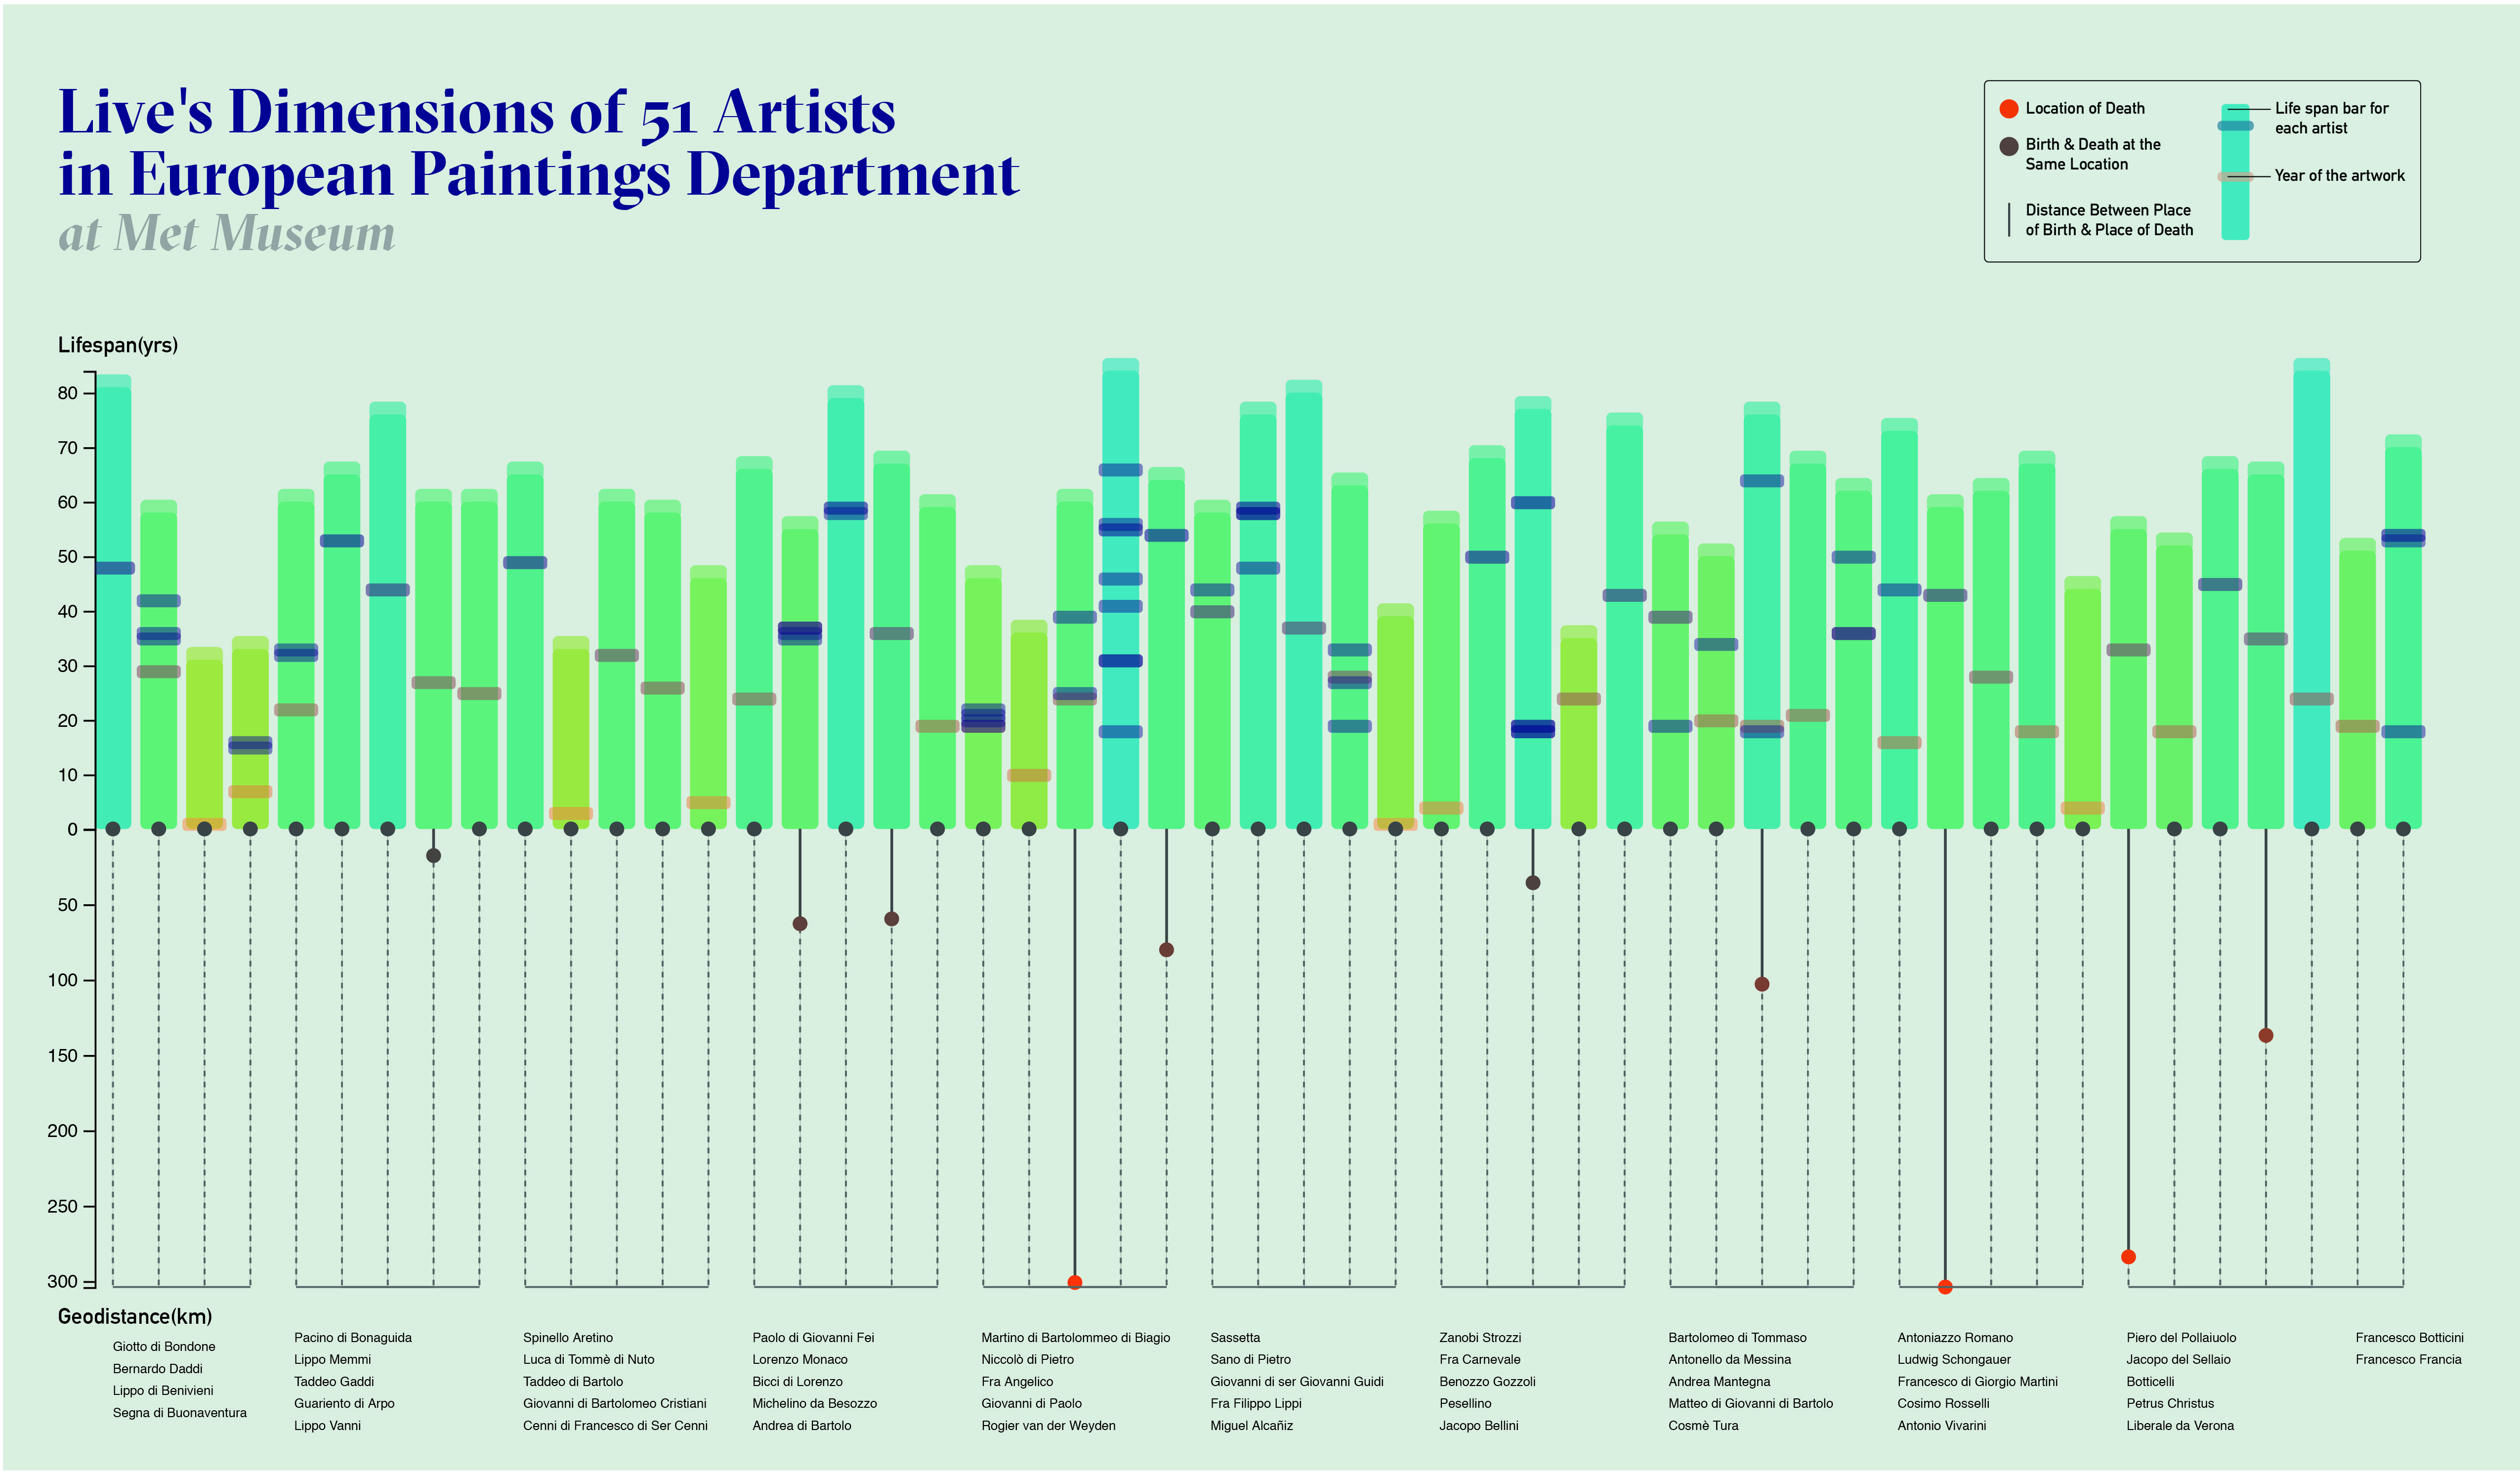 Live's Dimensions of 51 Artists
in European Paintings Department
at Met Museum
Location of Death
Birth & Death at the
Same Location
Distance Between Place
of Birth & Place of Death
Life span bar for
each artist
Year of the artwork
Lifespan(yrs)
80
70
60
50
40
30
20
10
0
50
100
150
200
250
300
Geodistance(km)
Giotto di Bondone
Bernardo Daddi
Lippo di Benivieni
Segna di Buonaventura
Pacino di Bonaguida
Lippo Memmi
Taddeo Gaddi
Guariento di Arpo
Lippo Vanni
Spinello Aretino
Luca di Tommè di Nuto
Taddeo di Bartolo
Giovanni di Bartolomeo Cristiani
Cenni di Francesco di Ser Cenni
Paolo di Giovanni Fei
Lorenzo Monaco
Bicci di Lorenzo
Michelino da Besozzo
Andrea di Bartolo
Martino di Bartolommeo di Biagio
Niccolò di Pietro
Fra Angelico
Giovanni di Paolo
Rogier van der Weyden
Sassetta
Sano di Pietro
Giovanni di ser Giovanni Guidi
Fra Filippo Lippi
Miguel Alcañiz
Zanobi Strozzi
Fra Carnevale
Benozzo Gozzoli
Pesellino
Jacopo Bellini
Bartolomeo di Tommaso
Antonello da Messina
Andrea Mantegna
Matteo di Giovanni di Bartolo
Cosmè Tura
Antoniazzo Romano
Ludwig Schongauer
Francesco di Giorgio Martini
Cosimo Rosselli
Antonio Vivarini
Piero del Pollaiuolo
Jacopo del Sellaio
Botticelli
Petrus Christus
Liberale da Verona
Francesco Botticini
Francesco Francia